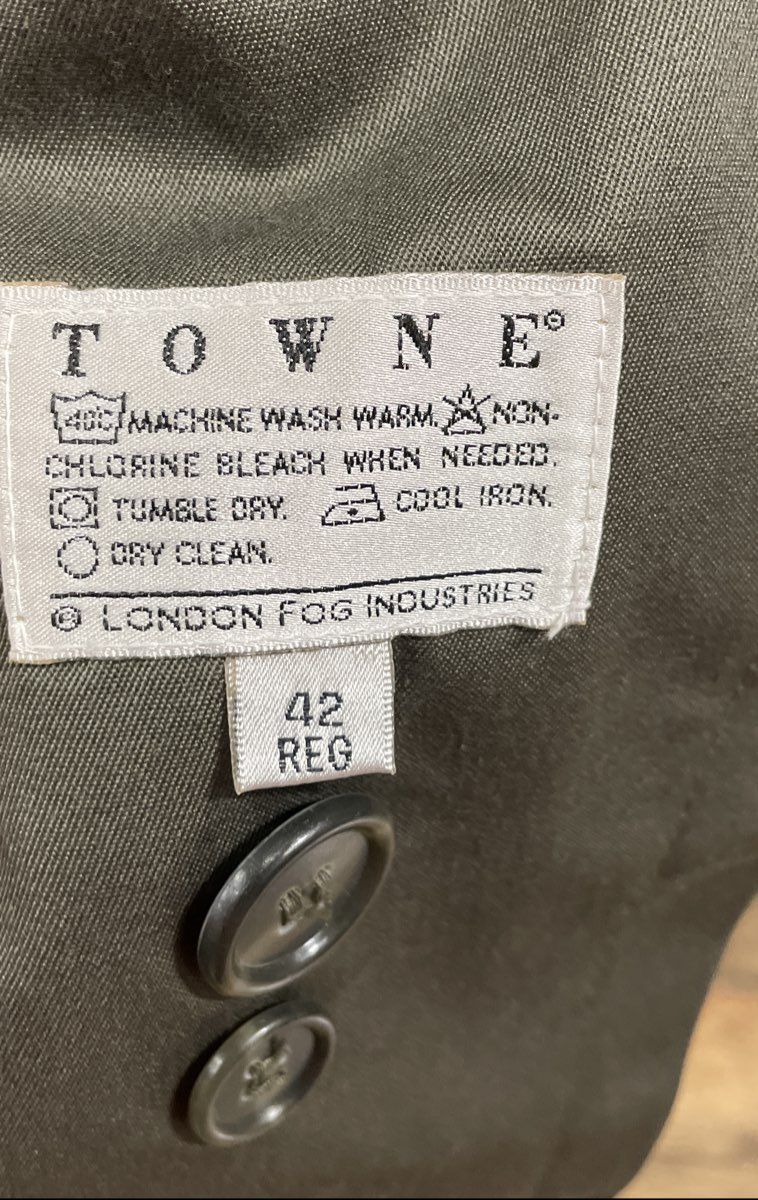 TOWNE®
40C MACHINE WASH WARM. NON-
CHLORINE BLEACH WHEN NEEDED.
TUMBLE DRY. COOL IRON.
DRY CLEAN.
® LONDON FOG INDUSTRIES
42
REG